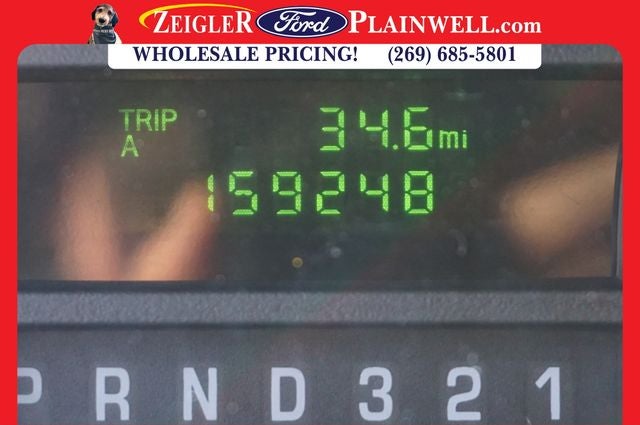 ZEIGLER Ford PLAINWELL.com
WHOLESALE PRICING! (269) 685-5801
TRIP 34.6mi
A
159248
P R N D 3 2 1